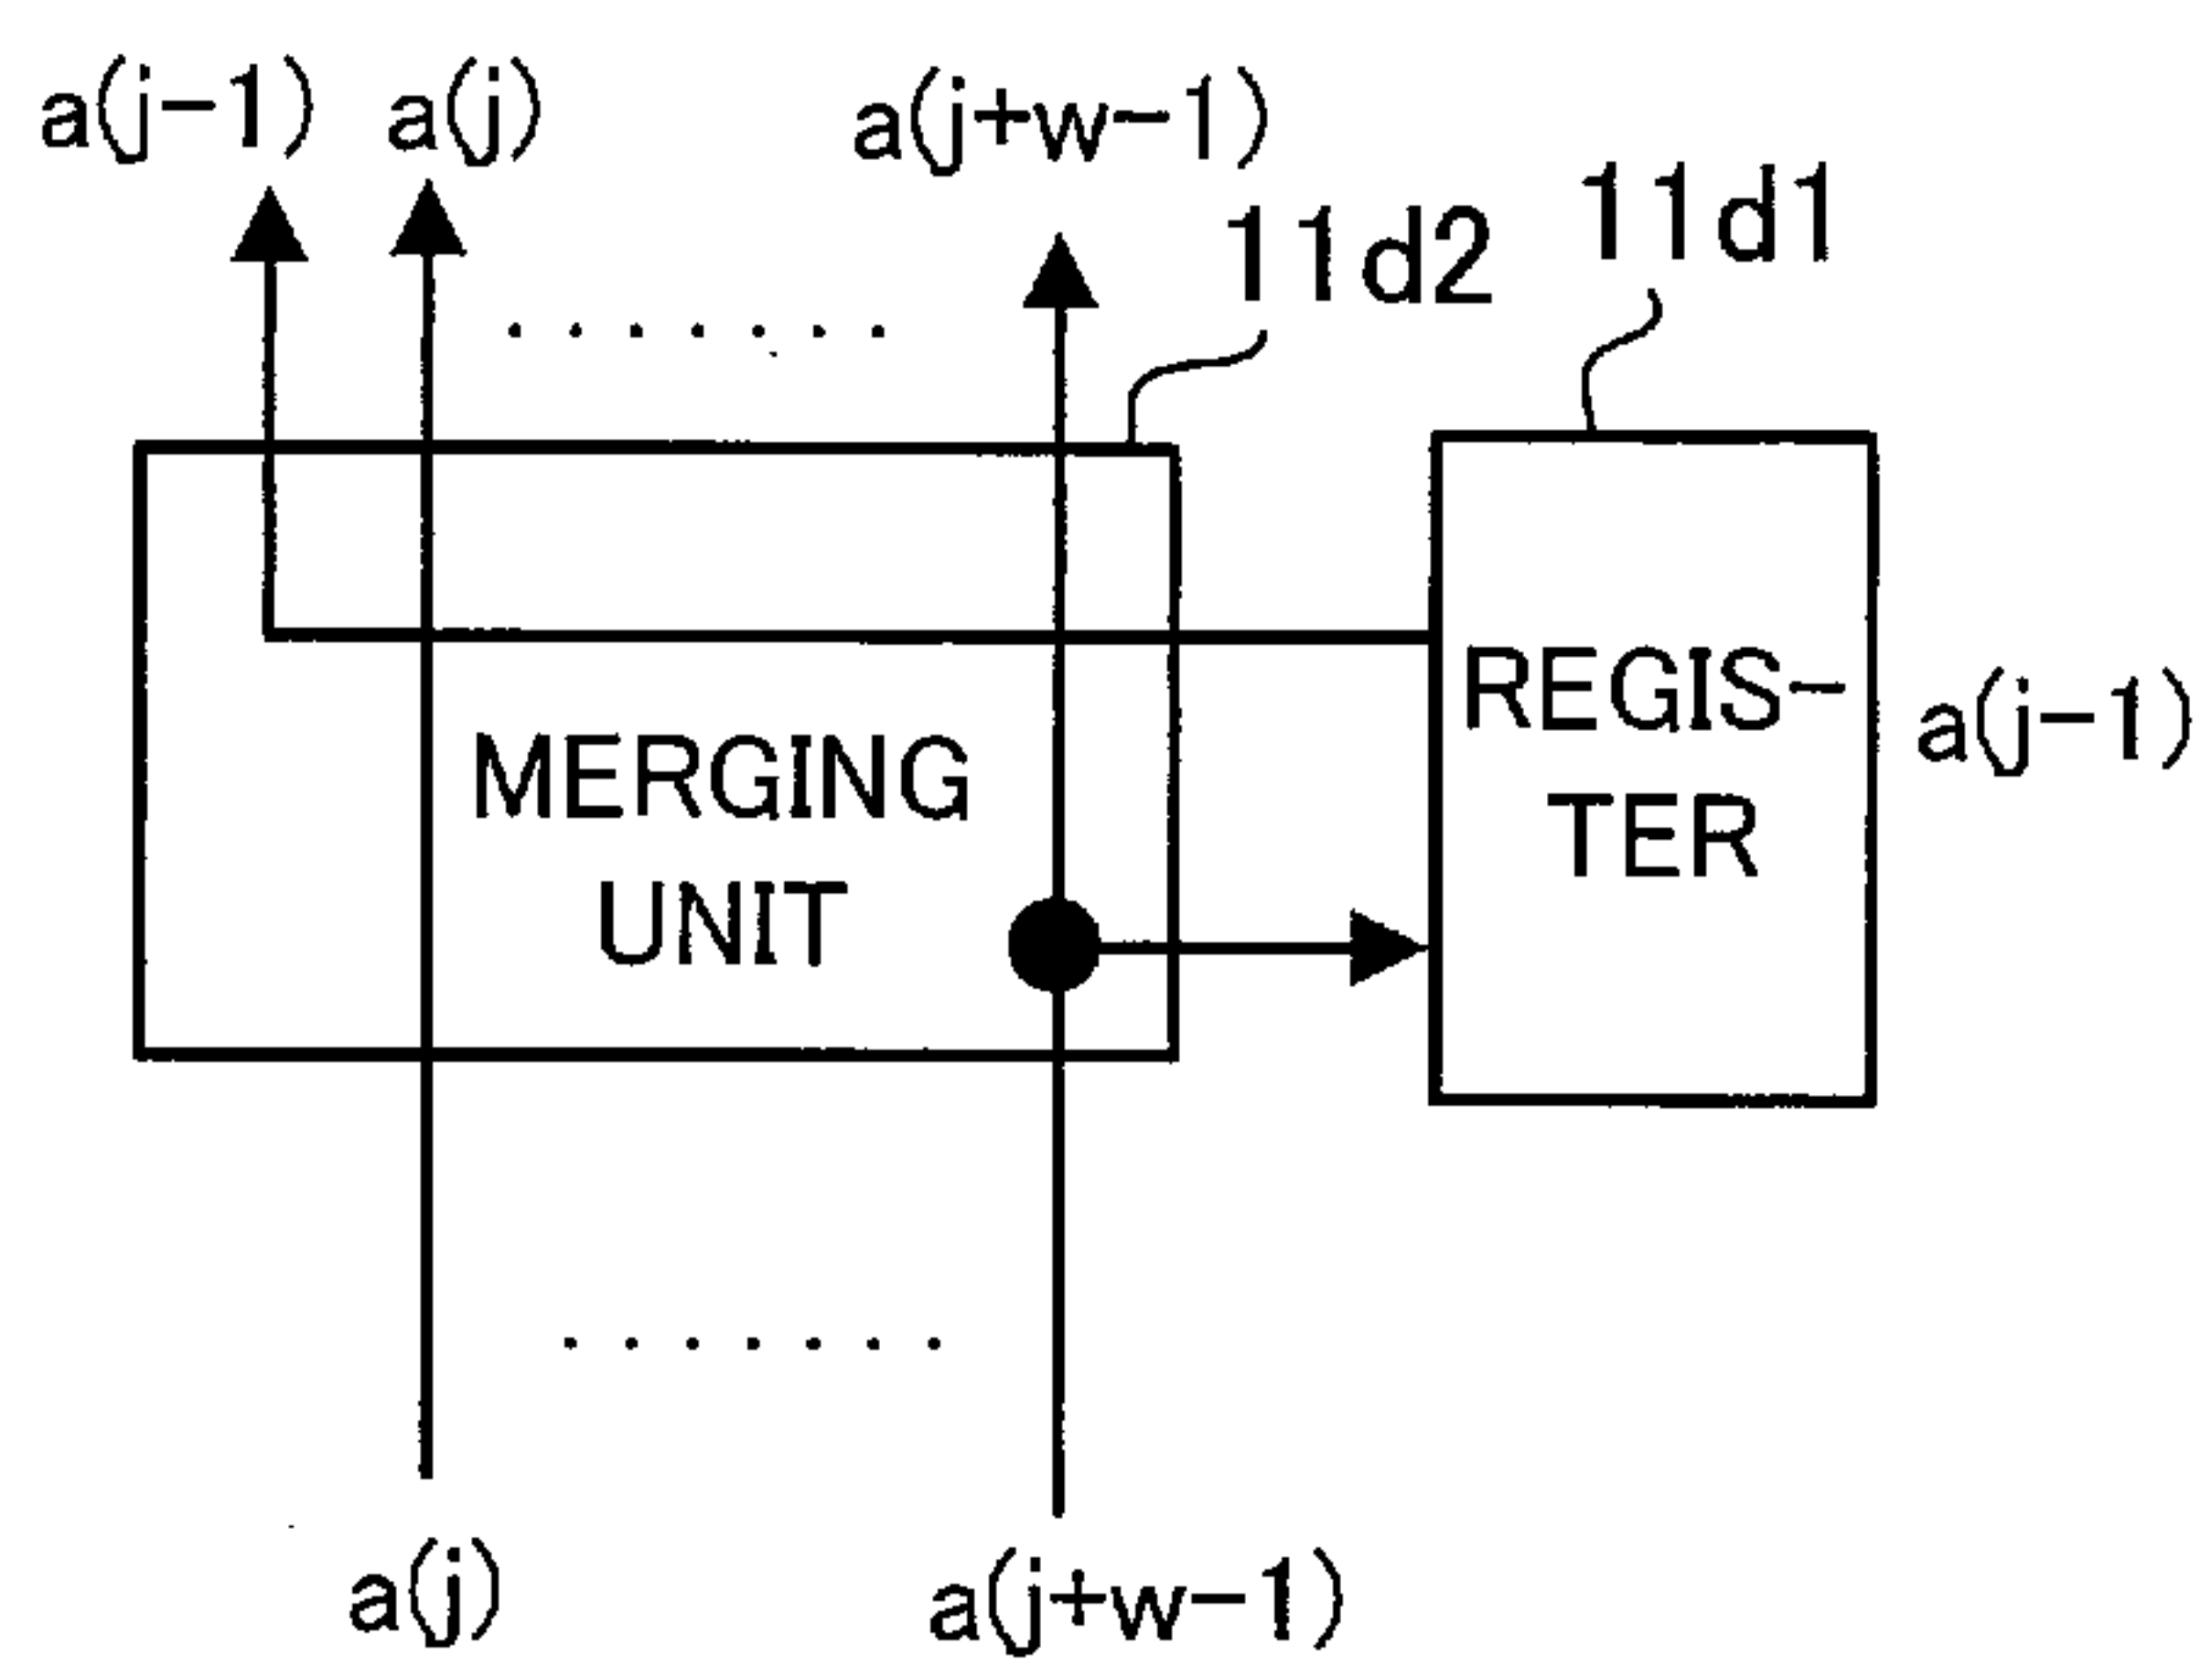 a(j-1) a(j) a(j+w-1)
11d2 11d1
MERGING
UNIT
REGIS-
TER
a(j-1)
a(j) a(j+w-1)